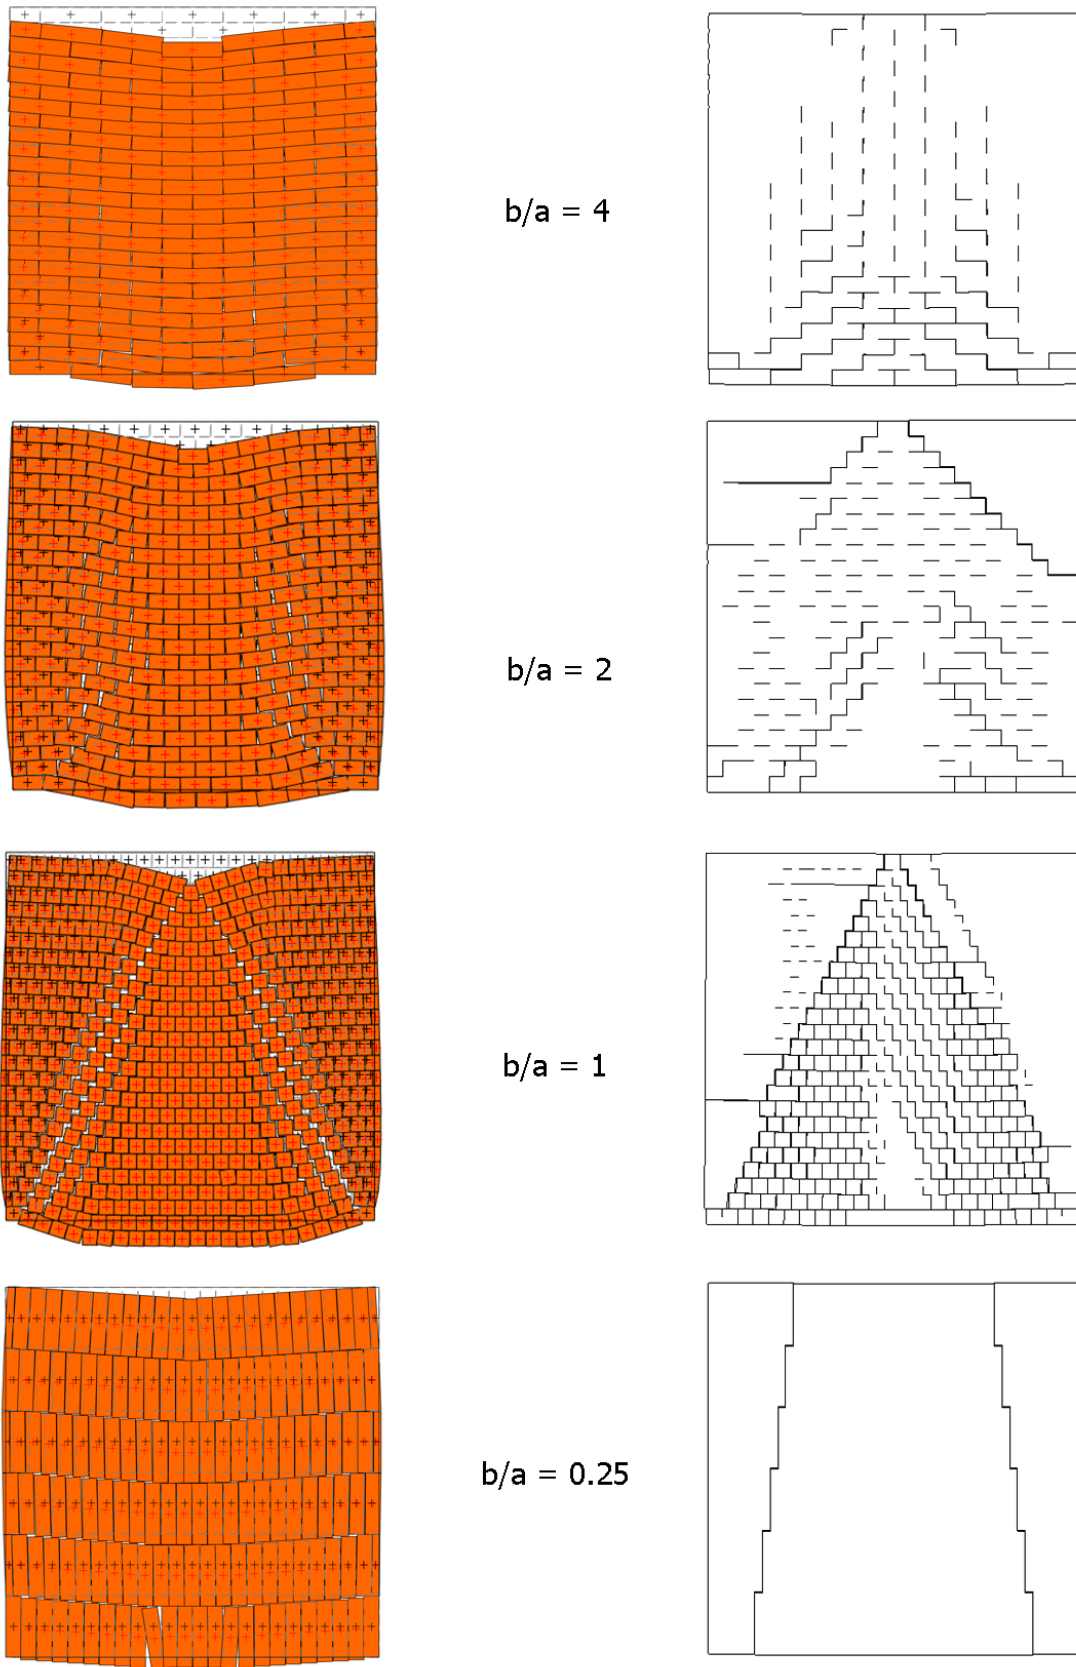 b/a = 4
b/a = 2
b/a = 1
b/a = 0.25